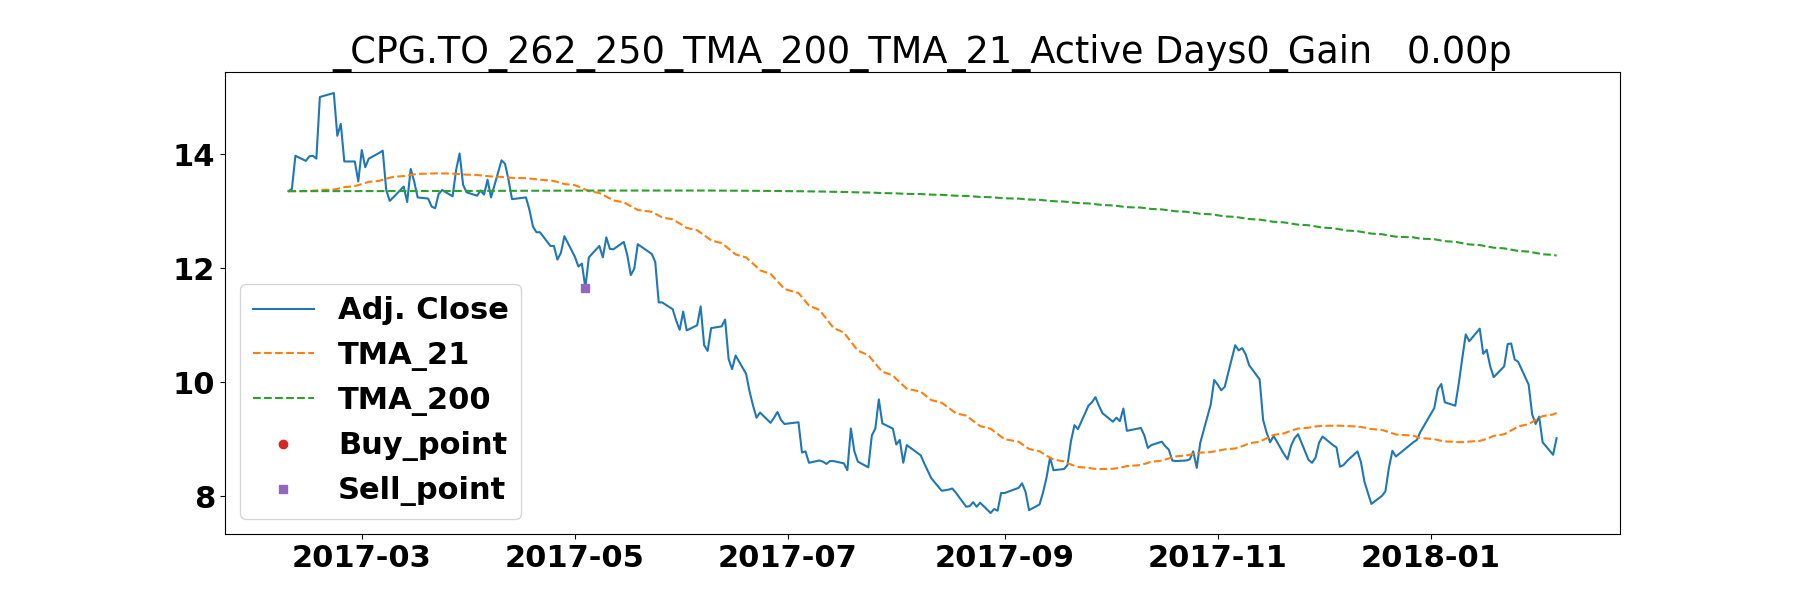 _CPG.TO_262_250_TMA_200_TMA_21_Active Days0_Gain   0.00p
14
12
10
8
Adj. Close
TMA_21
TMA_200
Buy_point
Sell_point
2017-03 2017-05 2017-07 2017-09 2017-11 2018-01